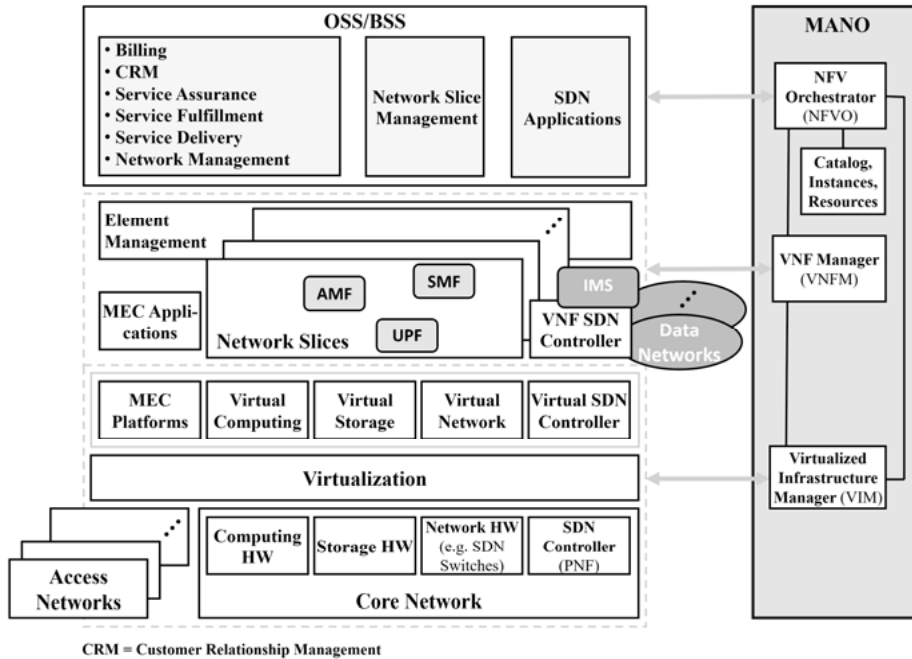 OSS/BSS
• Billing
• CRM
• Service Assurance
• Service Fulfillment
• Service Delivery
• Network Management
Network Slice
Management
SDN
Applications
MANO
NFV
Orchestrator
(NFVO)
Catalog,
Instances,
Resources
VNF Manager
(VNFM)
Virtualized
Infrastructure
Manager (VIM)
Element
Management
MEC Appli-
cations
AMF
SMF
UPF
Network Slices
IMS
VNF SDN
Controller
Data
Networks
MEC
Platforms
Virtual
Computing
Virtual
Storage
Virtual
Network
Virtual SDN
Controller
Virtualization
Access
Networks
Computing
HW
Storage HW
Network HW
(e.g. SDN
Switches)
SDN
Controller
(PNF)
Core Network
CRM = Customer Relationship Management